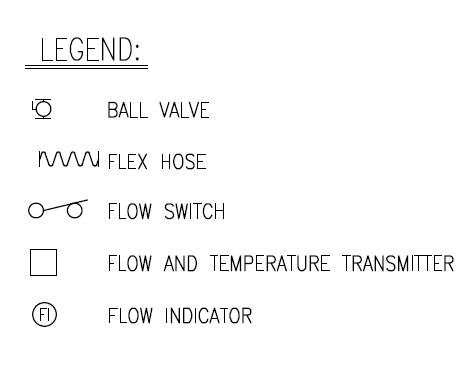 LEGEND:
BALL VALVE
FLEX HOSE
FLOW SWITCH
FLOW AND TEMPERATURE TRANSMITTER
FI FLOW INDICATOR